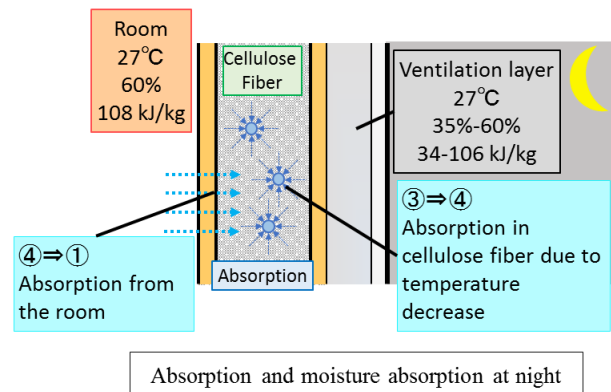 Room
27℃
60%
108 kJ/kg
Cellulose
Fiber
Ventilation layer
27℃
35%-60%
34-106 kJ/kg
④⇒①
Absorption from
the room
Absorption
③⇒④
Absorption in
cellulose fiber due to
temperature
decrease
Absorption and moisture absorption at night